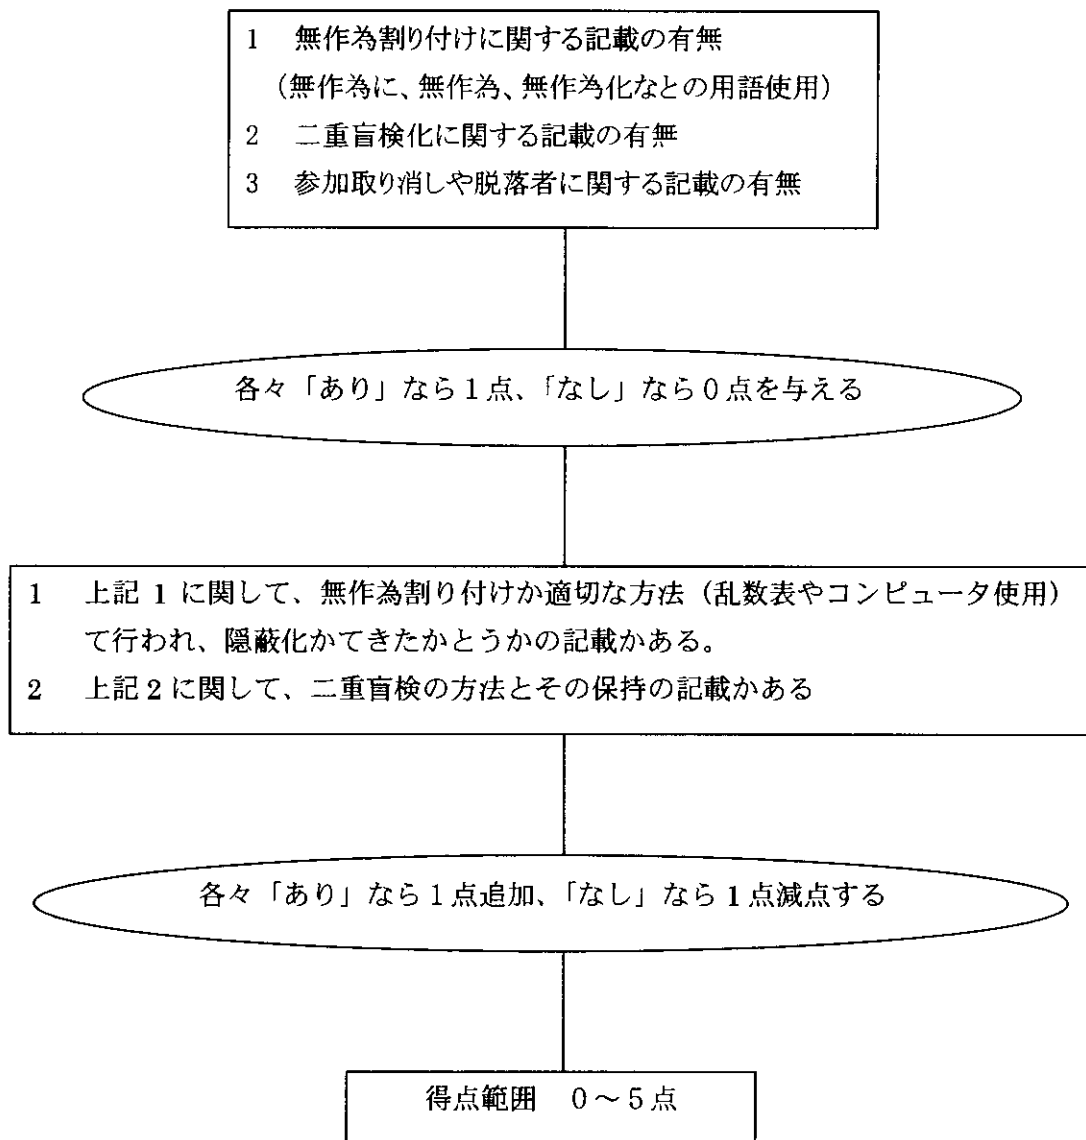 1 無作為割り付けに関する記載の有無
(無作為に、無作為、無作為化なとの用語使用)
2 二重盲検化に関する記載の有無
3 参加取り消しや脱落者に関する記載の有無
各々「あり」なら1点、「なし」なら0点を与える
1 上記1に関して、無作為割り付けか適切な方法(乱数表やコンピュータ使用)
て行われ、隠蔽化かてきたかとうかの記載かある。
2 上記2に関して、二重盲検の方法とその保持の記載かある
各々「あり」なら1点追加、「なし」なら1点減点する
得点範囲 0～5点